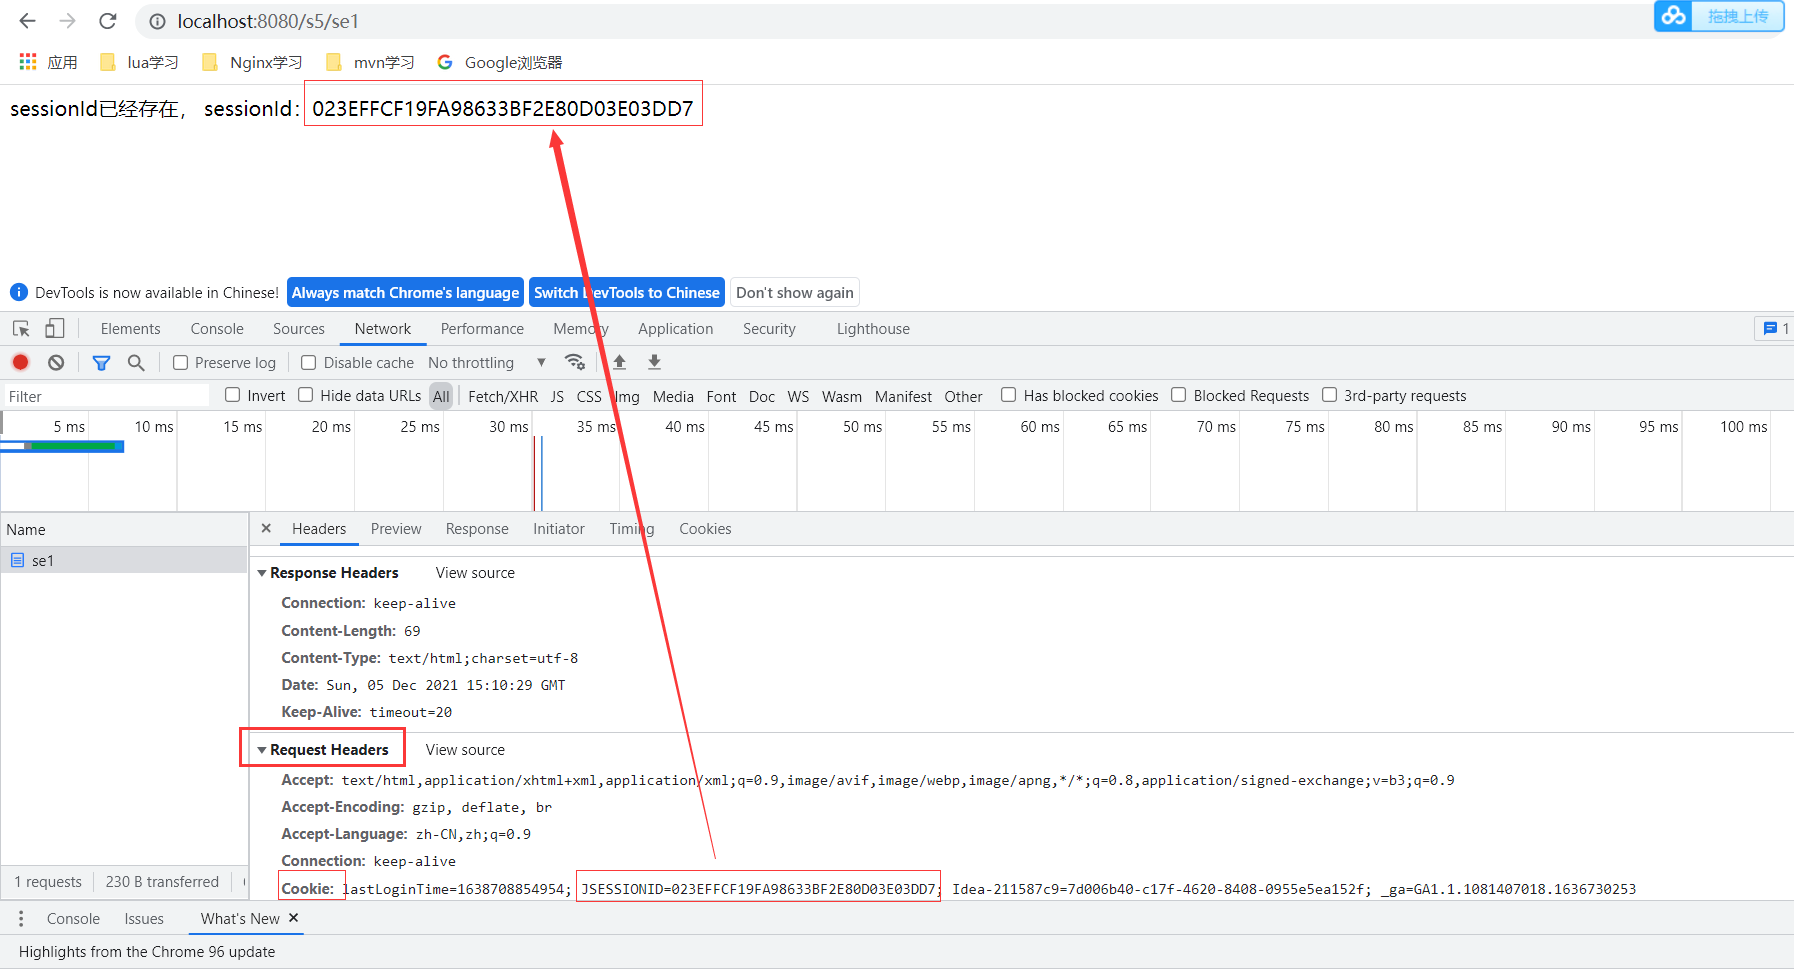 localhost:8080/s5/se1
拖拽上传
应用 lua学习 Nginx学习 mvn学习 Google浏览器
sessionId已经存在， sessionId： 023EFFCF19FA98633BF2E80D03E03DD7
DevTools is now available in Chinese! Always match Chrome's language Switch DevTools to Chinese Don't show again
Elements Console Sources Network Performance Memory Application Security Lighthouse 1
Preserve log Disable cache No throttling
Filter Invert Hide data URLs All Fetch/XHR JS CSS Img Media Font Doc WS Wasm Manifest Other Has blocked cookies Blocked Requests 3rd-party requests
5 ms 10 ms 15 ms 20 ms 25 ms 30 ms 35 ms 40 ms 45 ms 50 ms 55 ms 60 ms 65 ms 70 ms 75 ms 80 ms 85 ms 90 ms 95 ms 100 ms
Name
se1
Headers Preview Response Initiator Timing Cookies
Response Headers View source
Connection: keep-alive
Content-Length: 69
Content-Type: text/html;charset=utf-8
Date: Sun, 05 Dec 2021 15:10:29 GMT
Keep-Alive: timeout=20
Request Headers View source
Accept: text/html,application/xhtml+xml,application/xml;q=0.9,image/avif,image/webp,image/apng,*/*;q=0.8,application/signed-exchange;v=b3;q=0.9
Accept-Encoding: gzip, deflate, br
Accept-Language: zh-CN,zh;q=0.9
Connection: keep-alive
Cookie: lastLoginTime=1638708854954; JSESSIONID=023EFFCF19FA98633BF2E80D03E03DD7; Idea-211587c9=7d006b40-c17f-4620-8408-0955e5ea152f; _ga=GA1.1.1081407018.1636730253
1 requests 230 B transferred
Console Issues What's New
Highlights from the Chrome 96 update